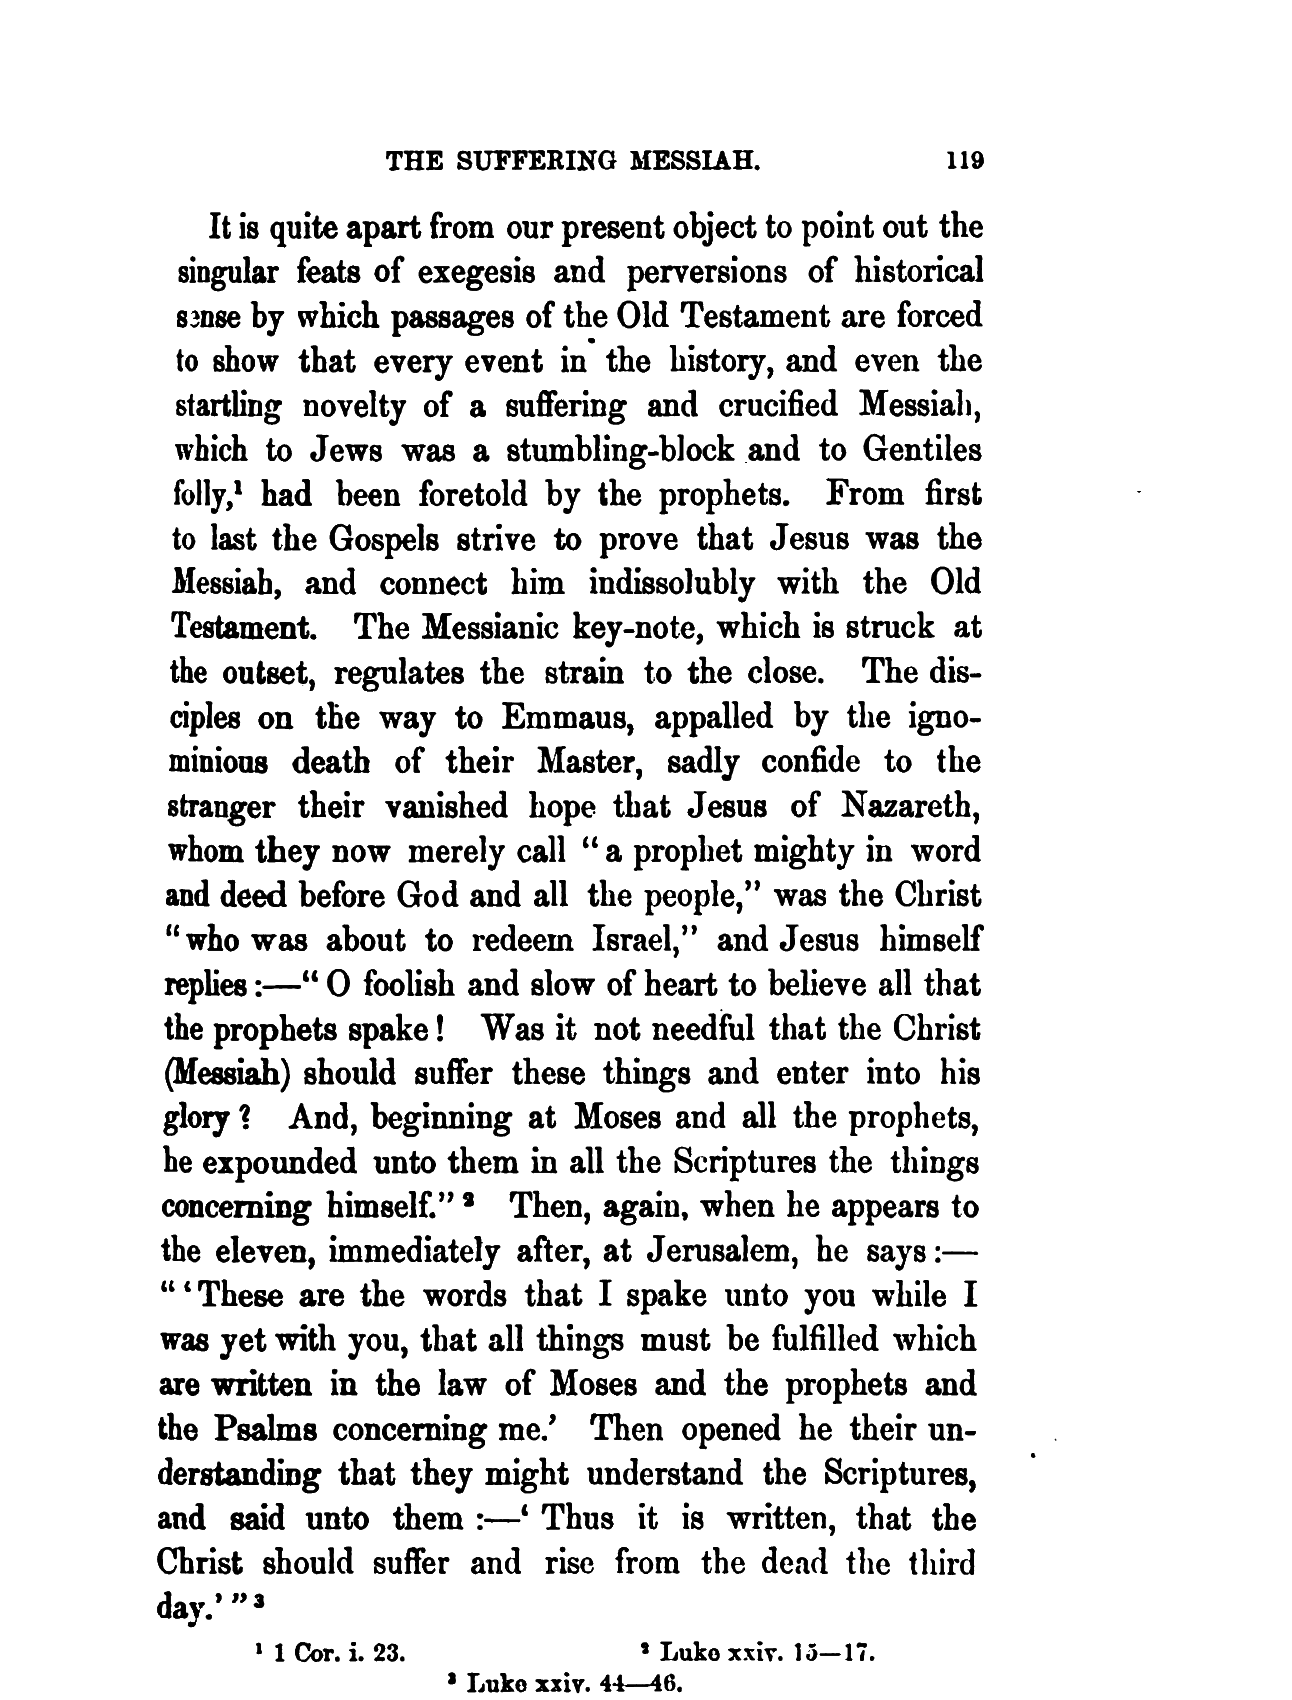 THE SUFFERING MESSIAH. 119
It is quite apart from our present object to point out the
singular feats of exegesis and perversions of historical
sense by which passages of the Old Testament are forced
to show that every event in the history, and even the
startling novelty of a suffering and crucified Messiah,
which to Jews was a stumbling-block and to Gentiles
folly,¹ had been foretold by the prophets. From first
to last the Gospels strive to prove that Jesus was the
Messiah, and connect him indissolubly with the Old
Testament. The Messianic key-note, which is struck at
the outset, regulates the strain to the close. The dis-
ciples on the way to Emmaus, appalled by the igno-
minious death of their Master, sadly confide to the
stranger their vanished hope that Jesus of Nazareth,
whom they now merely call “a prophet mighty in word
and deed before God and all the people,” was the Christ
“who was about to redeem Israel,” and Jesus himself
replies:—“O foolish and slow of heart to believe all that
the prophets spake! Was it not needful that the Christ
(Messiah) should suffer these things and enter into his
glory? And, beginning at Moses and all the prophets,
he expounded unto them in all the Scriptures the things
concerning himself.”² Then, again, when he appears to
the eleven, immediately after, at Jerusalem, he says:—
“‘These are the words that I spake unto you while I
was yet with you, that all things must be fulfilled which
are written in the law of Moses and the prophets and
the Psalms concerning me.’ Then opened he their un-
derstanding that they might understand the Scriptures,
and said unto them:—‘Thus it is written, that the
Christ should suffer and rise from the dead the third
day.’”³
¹ 1 Cor. i. 23. ² Luke xxiv. 15—17.
³ Luke xxiv. 44—46.